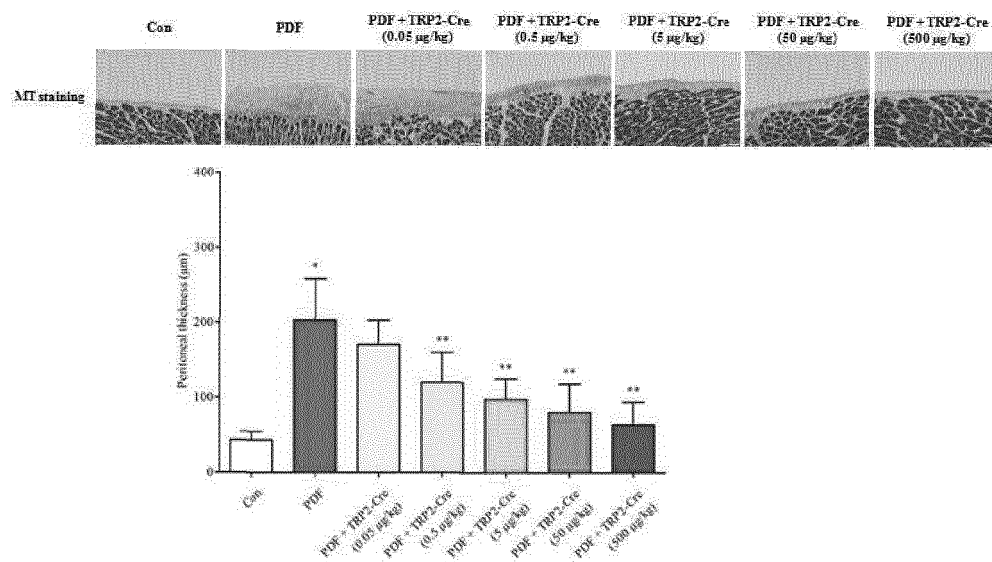 Con
PDF
PDF + TRP2-Cre
(0.05 µg/kg)
PDF + TRP2-Cre
(0.5 µg/kg)
PDF + TRP2-Cre
(5 µg/kg)
PDF + TRP2-Cre
(50 µg/kg)
PDF + TRP2-Cre
(500 µg/kg)
MT staining
400
300
200
100
0
Peritoneal thickness (µm)
*
**
**
**
**
Con
PDF
PDF + TRP2-Cre
(0.05 µg/kg)
PDF + TRP2-Cre
(0.5 µg/kg)
PDF + TRP2-Cre
(5 µg/kg)
PDF + TRP2-Cre
(50 µg/kg)
PDF + TRP2-Cre
(500 µg/kg)